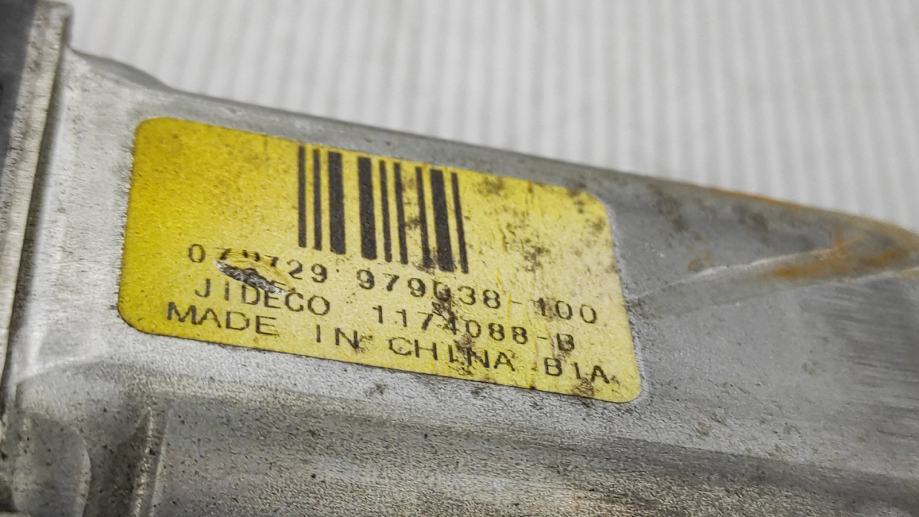 979038-100
JIDECO 1174088-B
MADE IN CHINA B1A